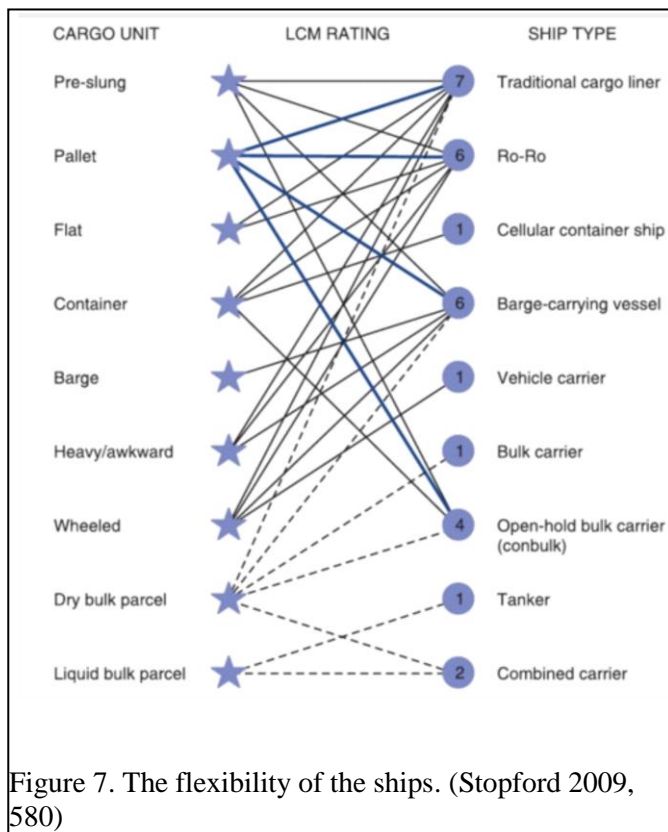 CARGO UNIT LCM RATING SHIP TYPE
Pre-slung 7 Traditional cargo liner
Pallet 6 Ro-Ro
Flat 1 Cellular container ship
Container 6 Barge-carrying vessel
Barge 1 Vehicle carrier
Heavy/awkward 1 Bulk carrier
Wheeled 4 Open-hold bulk carrier
(conbulk)
Dry bulk parcel 1 Tanker
Liquid bulk parcel 2 Combined carrier
Figure 7. The flexibility of the ships. (Stopford 2009,
580)